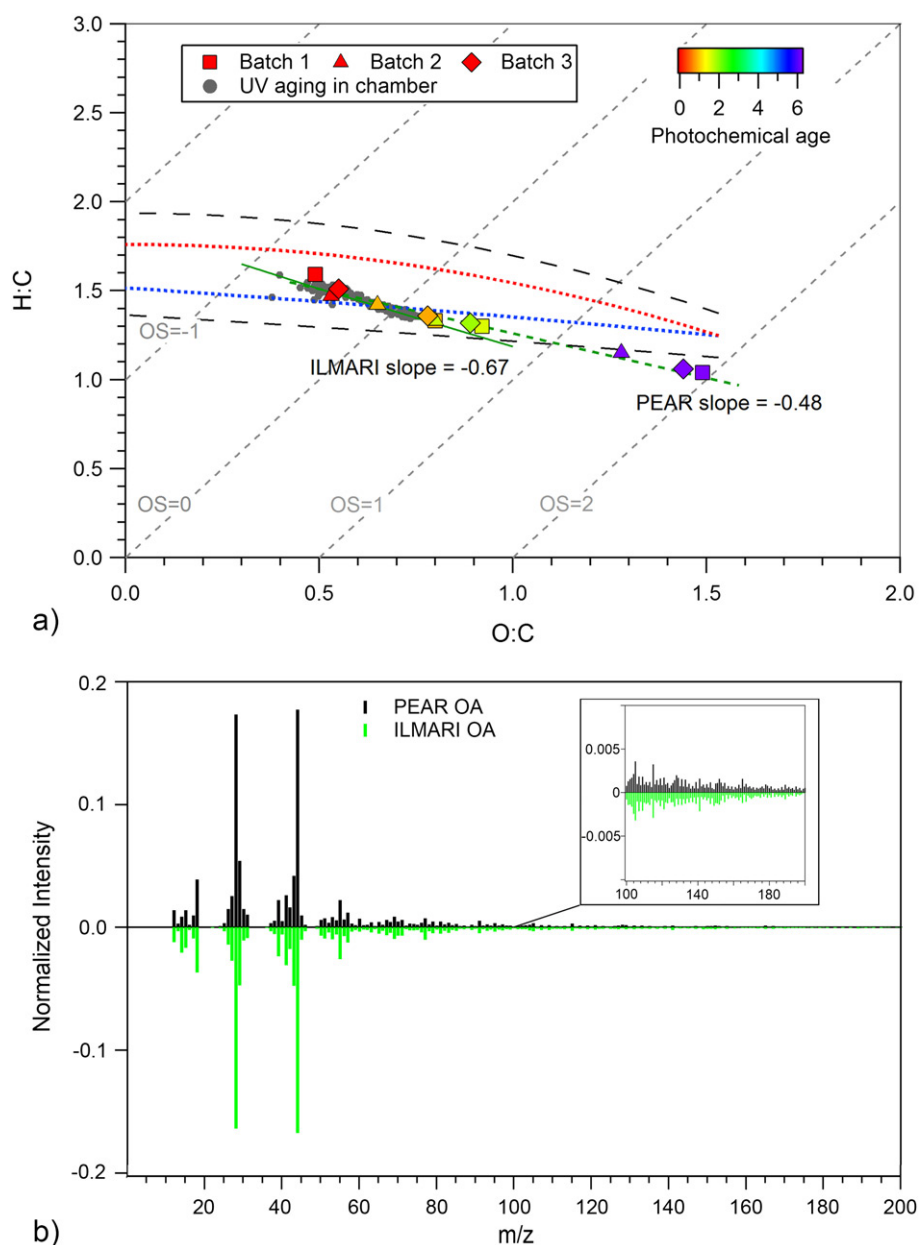 3.0
Batch 1 Batch 2 Batch 3
UV aging in chamber
0 2 4 6
Photochemical age
2.5
2.0
1.5
1.0
0.5
0.0
H:C
OS=-1
ILMARI slope = -0.67
PEAR slope = -0.48
OS=0
OS=1
OS=2
0.0 0.5 1.0 1.5 2.0
O:C
a)
0.2
0.1
0.0
-0.1
-0.2
Normalized Intensity
PEAR OA
ILMARI OA
0.005
0
-0.005
100 140 180
20 40 60 80 100 120 140 160 180 200
m/z
b)